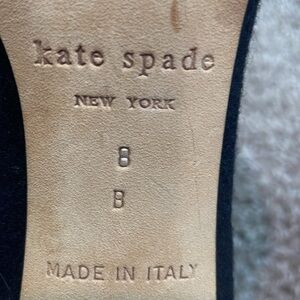 kate spade
NEW YORK
8
B
MADE IN ITALY